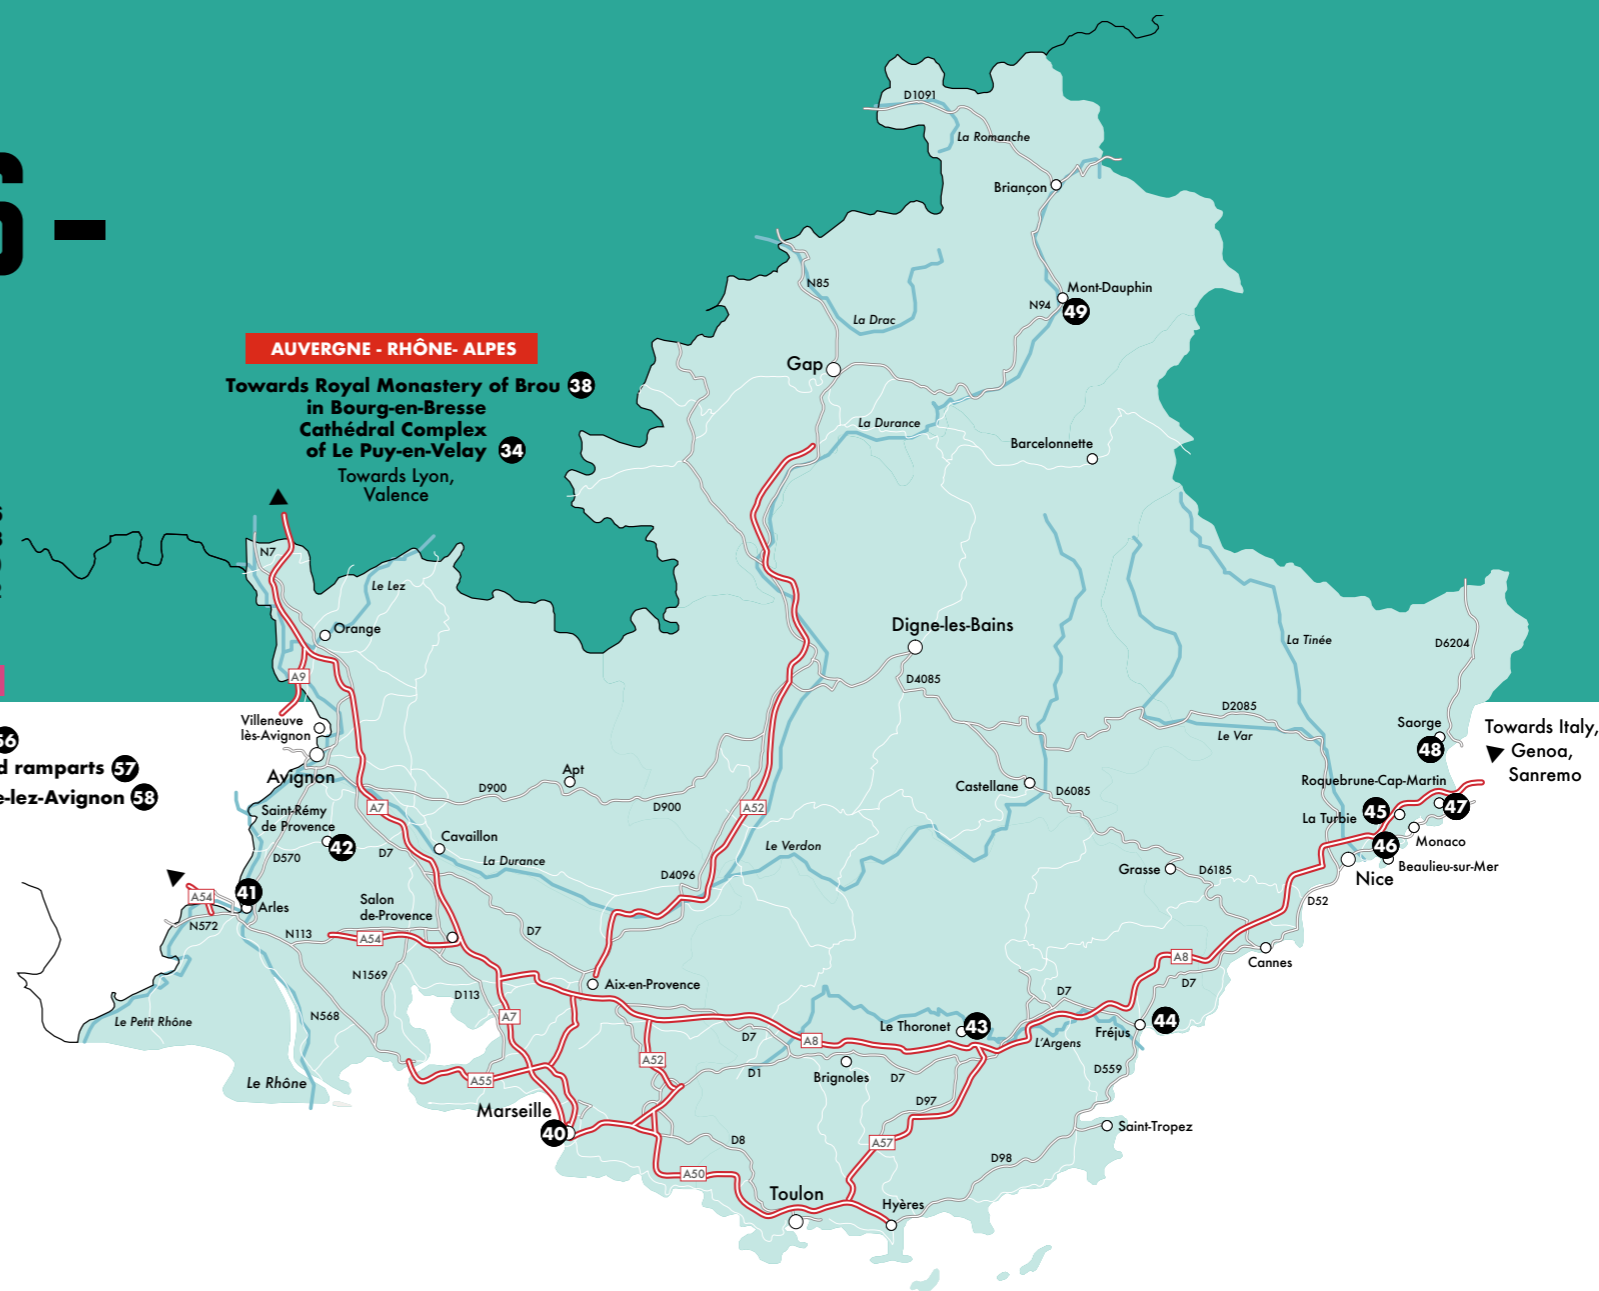 S –
AUVERGNE - RHÔNE- ALPES
Towards Royal Monastery of Brou 38
in Bourg-en-Bresse
Cathédral Complex
of Le Puy-en-Velay 34
Towards Lyon,
Valence
D1091
La Romanche
Briançon
N85
Mont-Dauphin
N94
49
La Drac
Gap
La Durance
Barcelonnette
N7
Le Lez
Orange
A9
Digne-les-Bains
D4085
La Tinée
D6204
56
d ramparts 57
e-lez-Avignon 58
Villeneuve
lès-Avignon
Avignon
D2085
Le Var
Saorge
48
Towards Italy,
Genoa,
Sanremo
Apt
D900
D900
Castellane
D6085
Roquebrune-Cap-Martin
47
La Turbie 45
46
Monaco
Beaulieu-sur-Mer
Nice
Saint-Rémy
de Provence
42
A7
A52
D570
D7
Cavaillon
La Durance
Le Verdon
D4096
Grasse
D6185
D52
A54
41
Arles
N572
Salon
de-Provence
N113
A54
D7
N1569
A8
Cannes
D7
Aix-en-Provence
D113
N568
A7
Le Petit Rhône
Le Rhône
D7
Le Thoronet 43
D7
L'Argens
Fréjus
44
A8
A52
D1
Brignoles
D7
D559
A55
Marseille
40
D97
A57
Saint-Tropez
D8
D98
A50
Toulon
Hyères